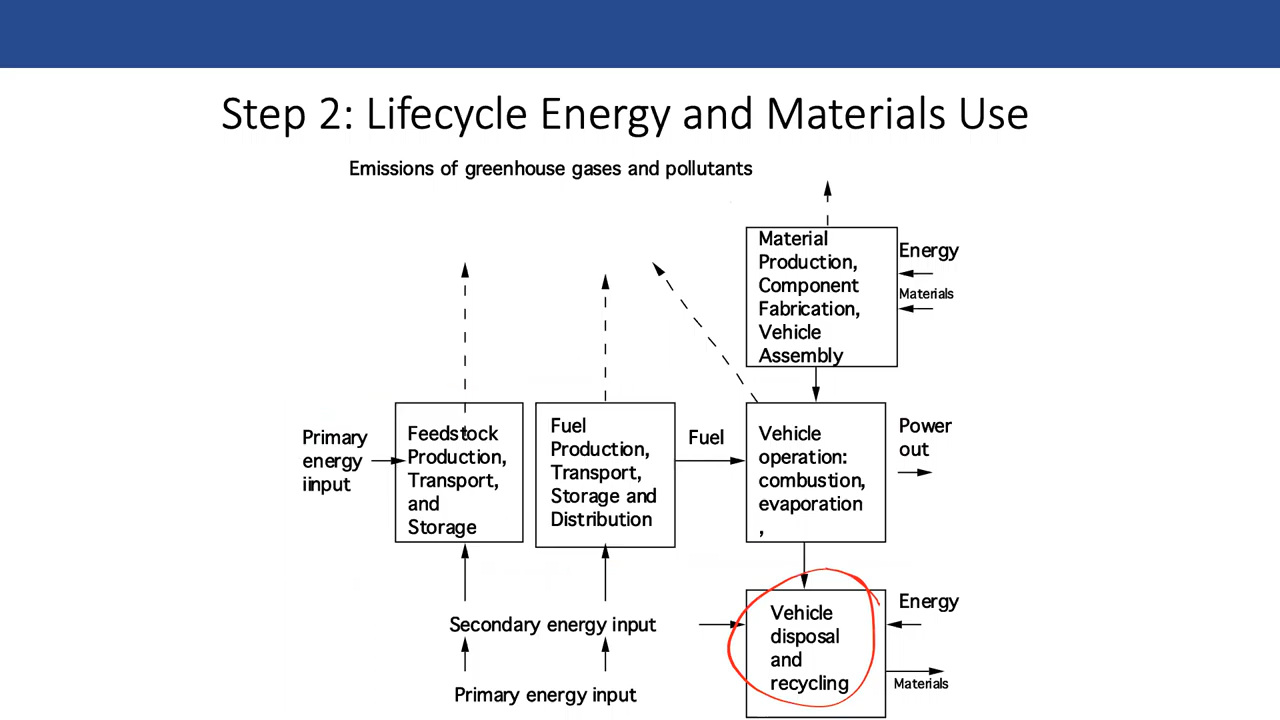 Step 2: Lifecycle Energy and Materials Use
Emissions of greenhouse gases and pollutants
Material
Production,
Component
Fabrication,
Vehicle
Assembly
Energy
Materials
Primary
energy
iinput
Feedstock
Production,
Transport,
and
Storage
Fuel
Production,
Transport,
Storage and
Distribution
Fuel
Vehicle
operation:
combustion,
evaporation
,
Power
out
Secondary energy input
Primary energy input
Vehicle
disposal
and
recycling
Energy
Materials